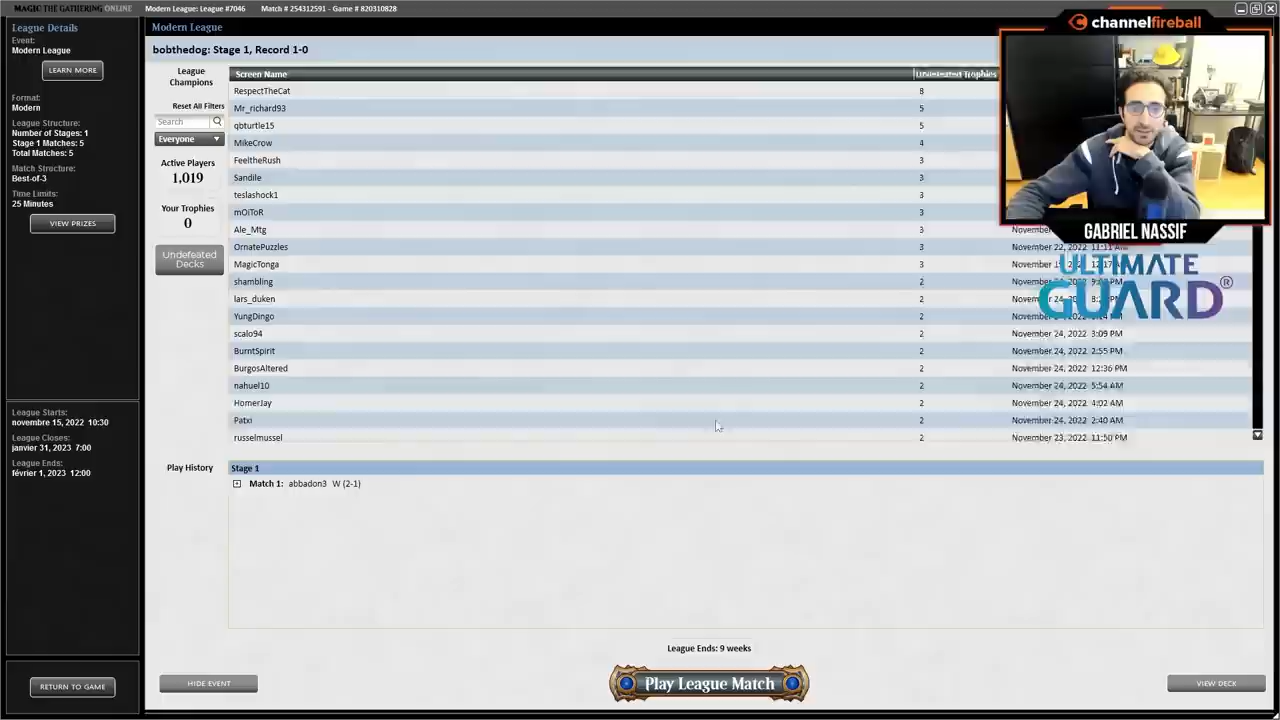 MAGIC THE GATHERING ONLINE
Modern League: League #7046
Match # 254312591 - Game # 820310828
League Details
Event:
Modern League
LEARN MORE
Format:
Modern
League Structure:
Number of Stages: 1
Stage 1 Matches: 5
Total Matches: 5
Match Structure:
Best-of-3
Time Limits:
25 Minutes
VIEW PRIZES
League Starts:
novembre 15, 2022 10:30
League Closes:
janvier 31, 2023 7:00
League Ends:
février 1, 2023 12:00
RETURN TO GAME
Modern League
bobthedog: Stage 1, Record 1-0
League
Champions
Reset All Filters
Search
Everyone
Active Players
1,019
Your Trophies
0
Undefeated
Decks
Screen Name Undefeated Trophies
RespectTheCat 8
Mr_richard93 5
qbturtle15 5
MikeCrow 4
FeeltheRush 3
Sandile 3
teslashock1 3
mOiToR 3
Ale_Mtg 3
OrnatePuzzles 3 November 22, 2022 11:11
MagicTonga 3
shambling 2
lars_duken 2
YungDingo 2
scalo94 2 November 24, 2022 3:09 PM
BurntSpirit 2 November 24, 2022 2:55 PM
BurgosAltered 2 November 24, 2022 12:36 PM
nahuel10 2 November 24, 2022 5:54 AM
HomerJay 2 November 24, 2022 4:02 AM
Patxi 2 November 24, 2022 2:40 AM
russelmussel 2 November 23, 2022 11:50 PM
channelfireball
GABRIEL NASSIF
ULTIMATE
GUARD®
Play History
Stage 1
Match 1: abbadon3 W (2-1)
League Ends: 9 weeks
HIDE EVENT
Play League Match
VIEW DECK